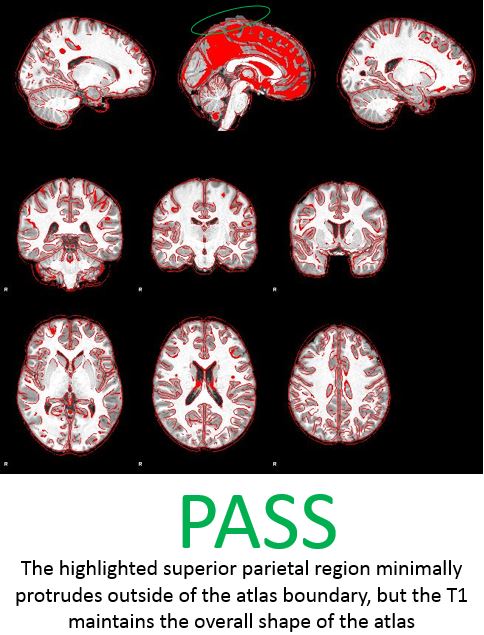 R
R
R
R
R
R
PASS
The highlighted superior parietal region minimally
protrudes outside of the atlas boundary, but the T1
maintains the overall shape of the atlas